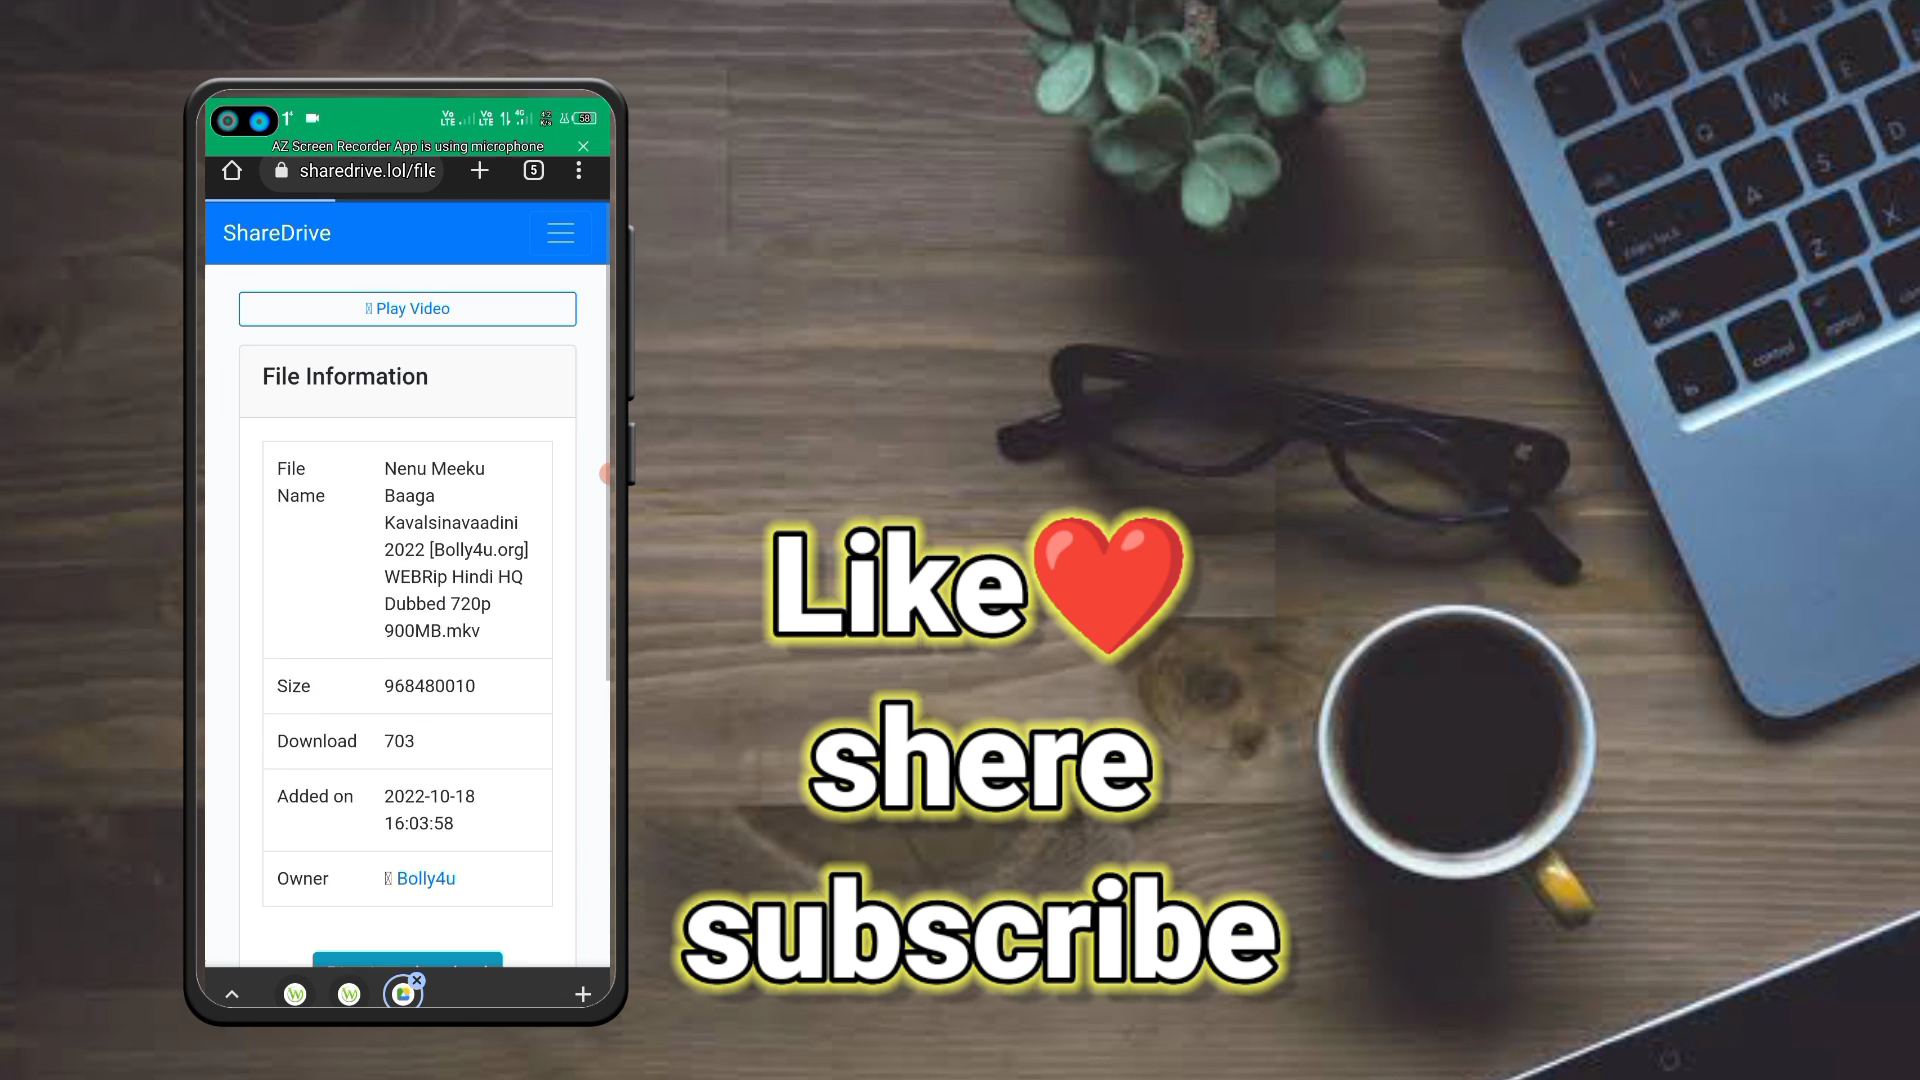 AZ Screen Recorder App is using microphone
sharedrive.lol/file
5
ShareDrive
Play Video
File Information
File Name
Nenu Meeku
Baaga
Kavalsinavaadini
2022 [Bolly4u.org]
WEBRip Hindi HQ
Dubbed 720p
900MB.mkv
Size 968480010
Download 703
Added on 2022-10-18
16:03:58
Owner Bolly4u
Like❤️
shere
subscribe